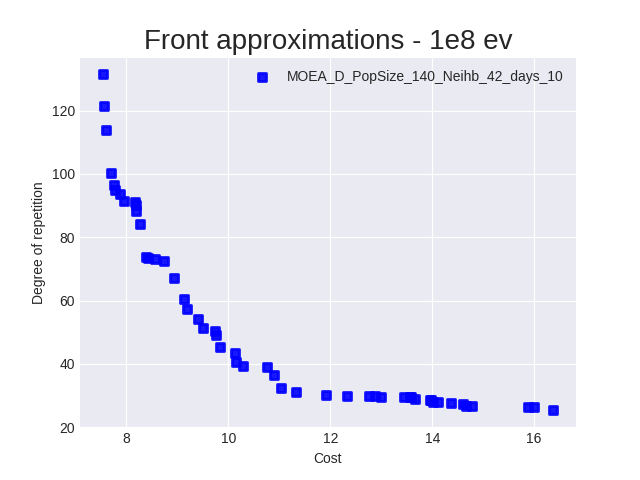 Front approximations - 1e8 ev
MOEA_D_PopSize_140_Neihb_42_days_10
Degree of repetition
120
100
80
60
40
20
8 10 12 14 16
Cost